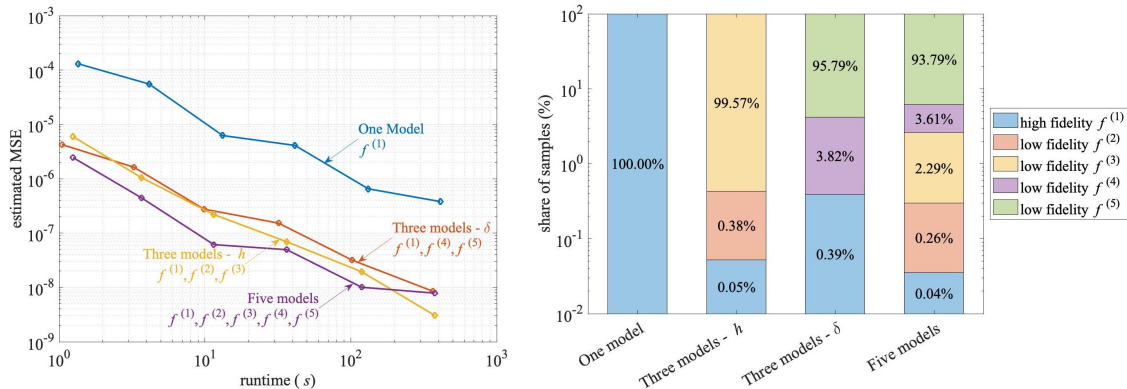 10^-3
10^-4
10^-5
10^-6
10^-7
10^-8
10^-9
estimated MSE
10^0
10^1
10^2
10^3
runtime ( s)
One Model
f^(1)
Three models - δ
f^(1), f^(4), f^(5)
Three models - h
f^(1), f^(2), f^(3)
Five models
f^(1), f^(2), f^(3), f^(4), f^(5)
10^2
10^1
10^0
10^-1
10^-2
share of samples (%)
100.00%
99.57%
0.38%
0.05%
95.79%
3.82%
0.39%
93.79%
3.61%
2.29%
0.26%
0.04%
One model
Three models - h
Three models - δ
Five models
high fidelity f^(1)
low fidelity f^(2)
low fidelity f^(3)
low fidelity f^(4)
low fidelity f^(5)